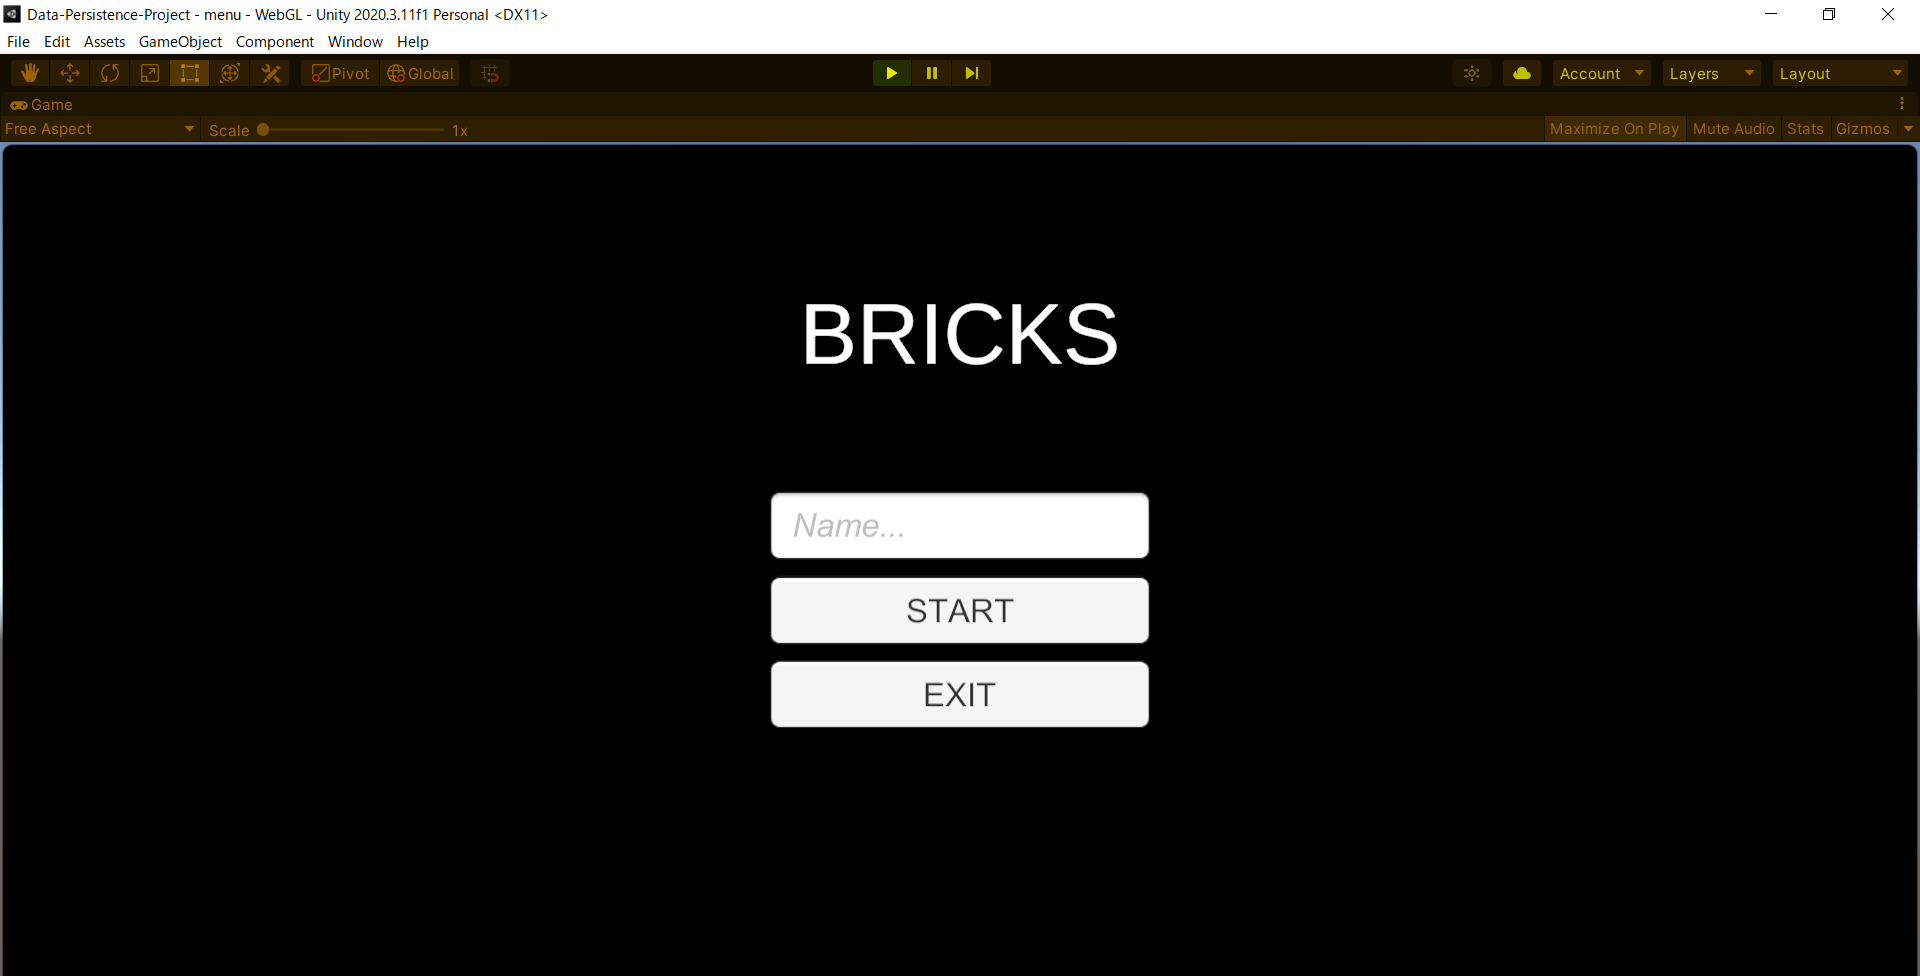 Data-Persistence-Project - menu - WebGL - Unity 2020.3.11f1 Personal <DX11>
File Edit Assets GameObject Component Window Help
Pivot Global Account Layers Layout
Game
Free Aspect Scale 1x Maximize On Play Mute Audio Stats Gizmos
BRICKS
Name...
START
EXIT